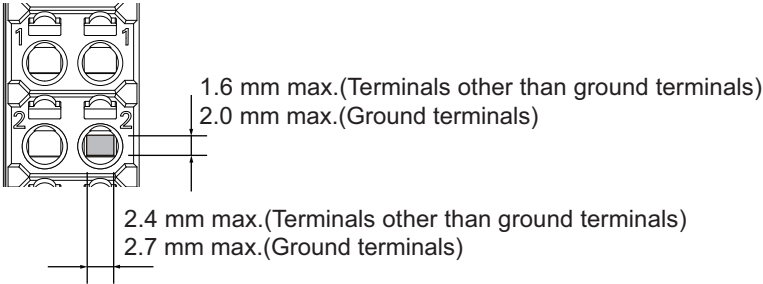 1 1
1.6 mm max.(Terminals other than ground terminals)
2.0 mm max.(Ground terminals)
2 2
2.4 mm max.(Terminals other than ground terminals)
2.7 mm max.(Ground terminals)